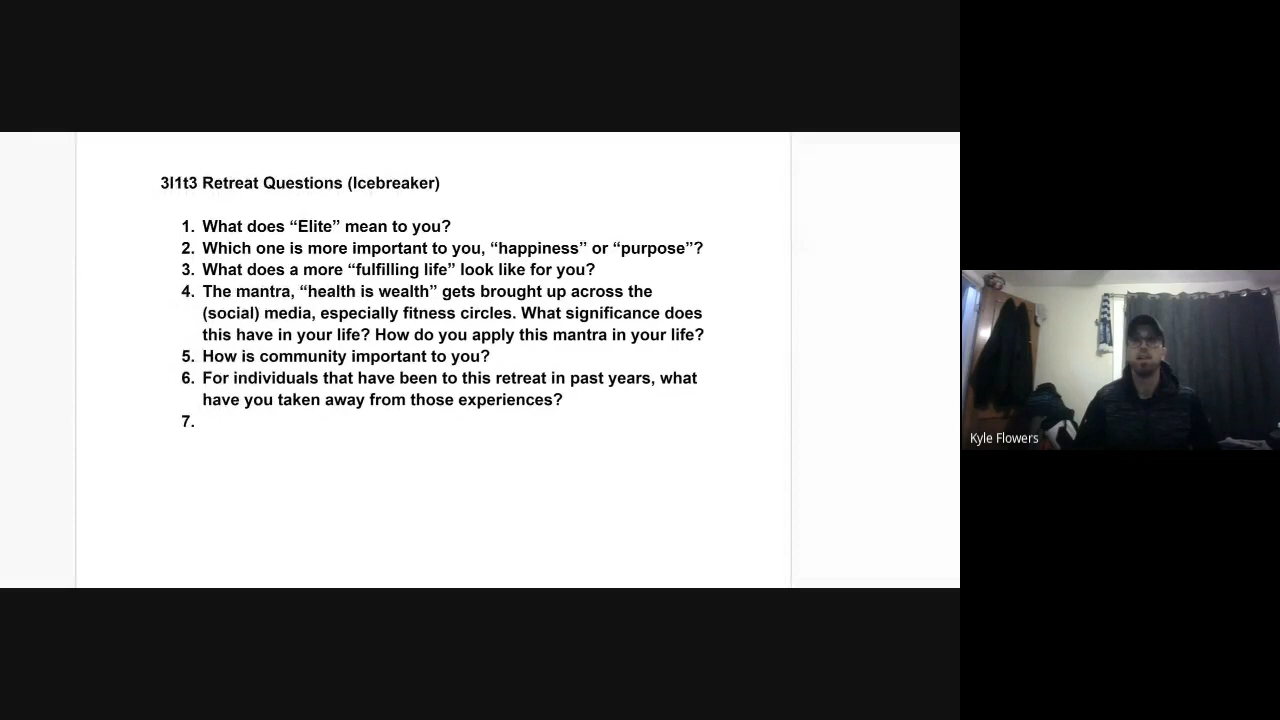 3l1t3 Retreat Questions (Icebreaker)
1. What does “Elite” mean to you?
2. Which one is more important to you, “happiness” or “purpose”?
3. What does a more “fulfilling life” look like for you?
4. The mantra, “health is wealth” gets brought up across the
(social) media, especially fitness circles. What significance does
this have in your life? How do you apply this mantra in your life?
5. How is community important to you?
6. For individuals that have been to this retreat in past years, what
have you taken away from those experiences?
7.
Kyle Flowers